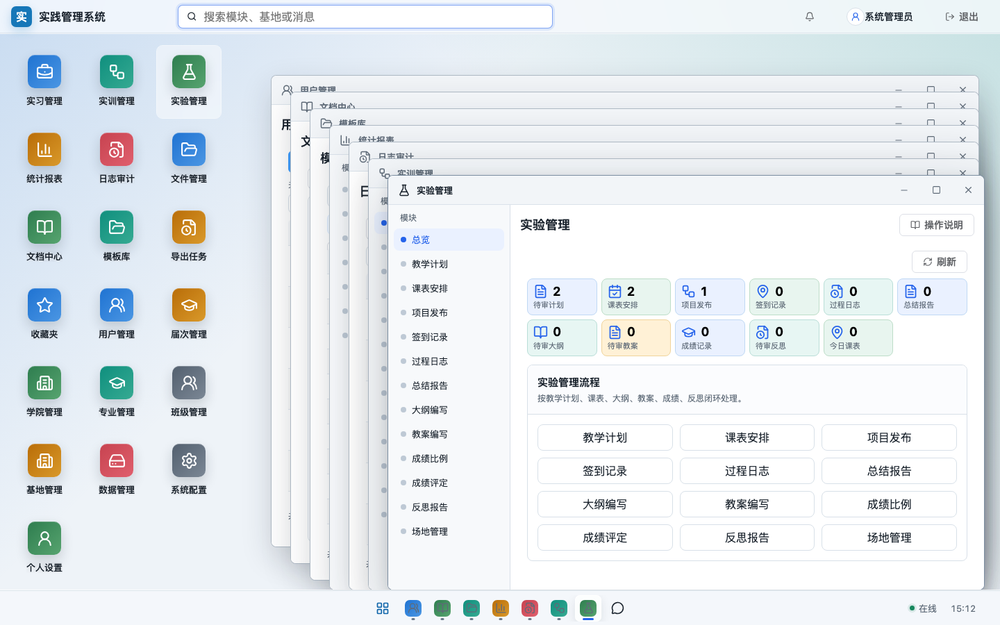 实 实践管理系统
搜索模块、基地或消息
系统管理员
退出
实习管理
实训管理
实验管理
统计报表
日志审计
文件管理
文档中心
模板库
导出任务
收藏夹
用户管理
届次管理
学院管理
专业管理
班级管理
基地管理
数据管理
系统配置
个人设置
用户管理
文档中心
模板库
统计报表
日志审计
实训管理
实验管理
模块
总览
教学计划
课表安排
项目发布
签到记录
过程日志
总结报告
大纲编写
教案编写
成绩比例
成绩评定
反思报告
场地管理
实验管理
操作说明
刷新
2
待审计划
2
课表安排
1
项目发布
0
签到记录
0
过程日志
0
总结报告
0
待审大纲
0
待审教案
0
成绩记录
0
待审反思
0
今日课表
实验管理流程
按教学计划、课表、大纲、教案、成绩、反思闭环处理。
教学计划
课表安排
项目发布
签到记录
过程日志
总结报告
大纲编写
教案编写
成绩比例
成绩评定
反思报告
场地管理
在线
15:12